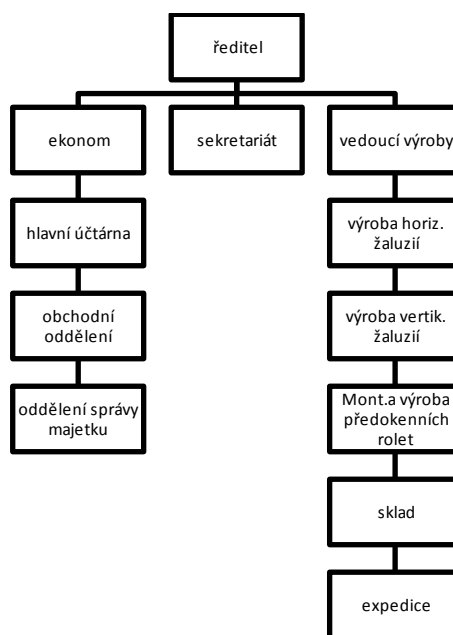 ředitel
ekonom
sekretariát
vedoucí výroby
hlavní účtárna
výroba horiz.
žaluzií
obchodní
oddělení
výroba vertik.
žaluzií
oddělení správy
majetku
Mont.a výroba
předokenních
rolet
sklad
expedice